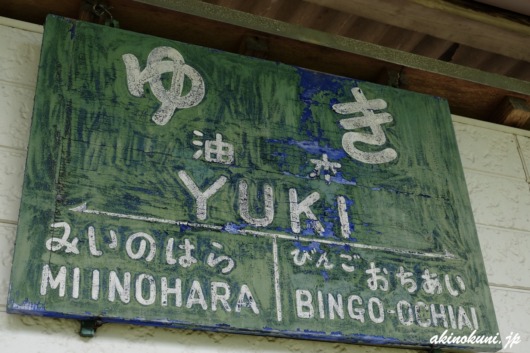 ゆき
油木
YUKI
みいのはら びんごおちあい
MIINOHARA BINGO-OCHIAI
akinokuni.jp